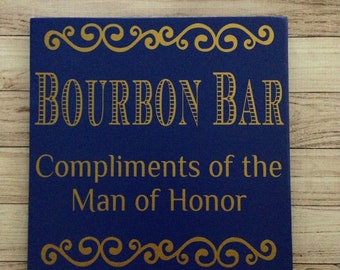 BOURBON BAR
Compliments of the
Man of Honor